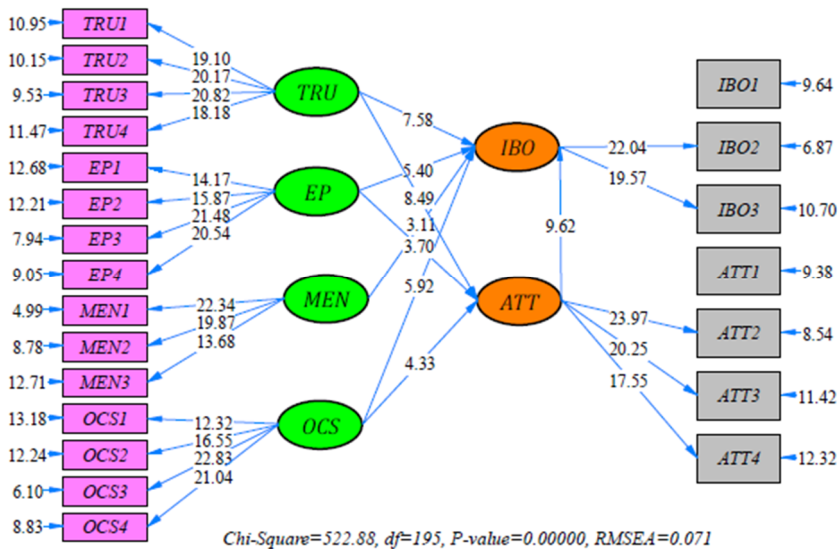 10.95 TRU1
10.15 TRU2
9.53 TRU3
11.47 TRU4
12.68 EP1
12.21 EP2
7.94 EP3
9.05 EP4
4.99 MEN1
8.78 MEN2
12.71 MEN3
13.18 OCS1
12.24 OCS2
6.10 OCS3
8.83 OCS4
19.10
20.17
20.82
18.18
14.17
15.87
21.48
20.54
22.34
19.87
13.68
12.32
16.55
22.83
21.04
TRU
EP
MEN
OCS
7.58
5.40
8.49
3.11
3.70
5.92
4.33
IBO
9.62
ATT
22.04
19.57
23.97
20.25
17.55
IBO1 9.64
IBO2 6.87
IBO3 10.70
ATT1 9.38
ATT2 8.54
ATT3 11.42
ATT4 12.32
Chi-Square=522.88, df=195, P-value=0.00000, RMSEA=0.071